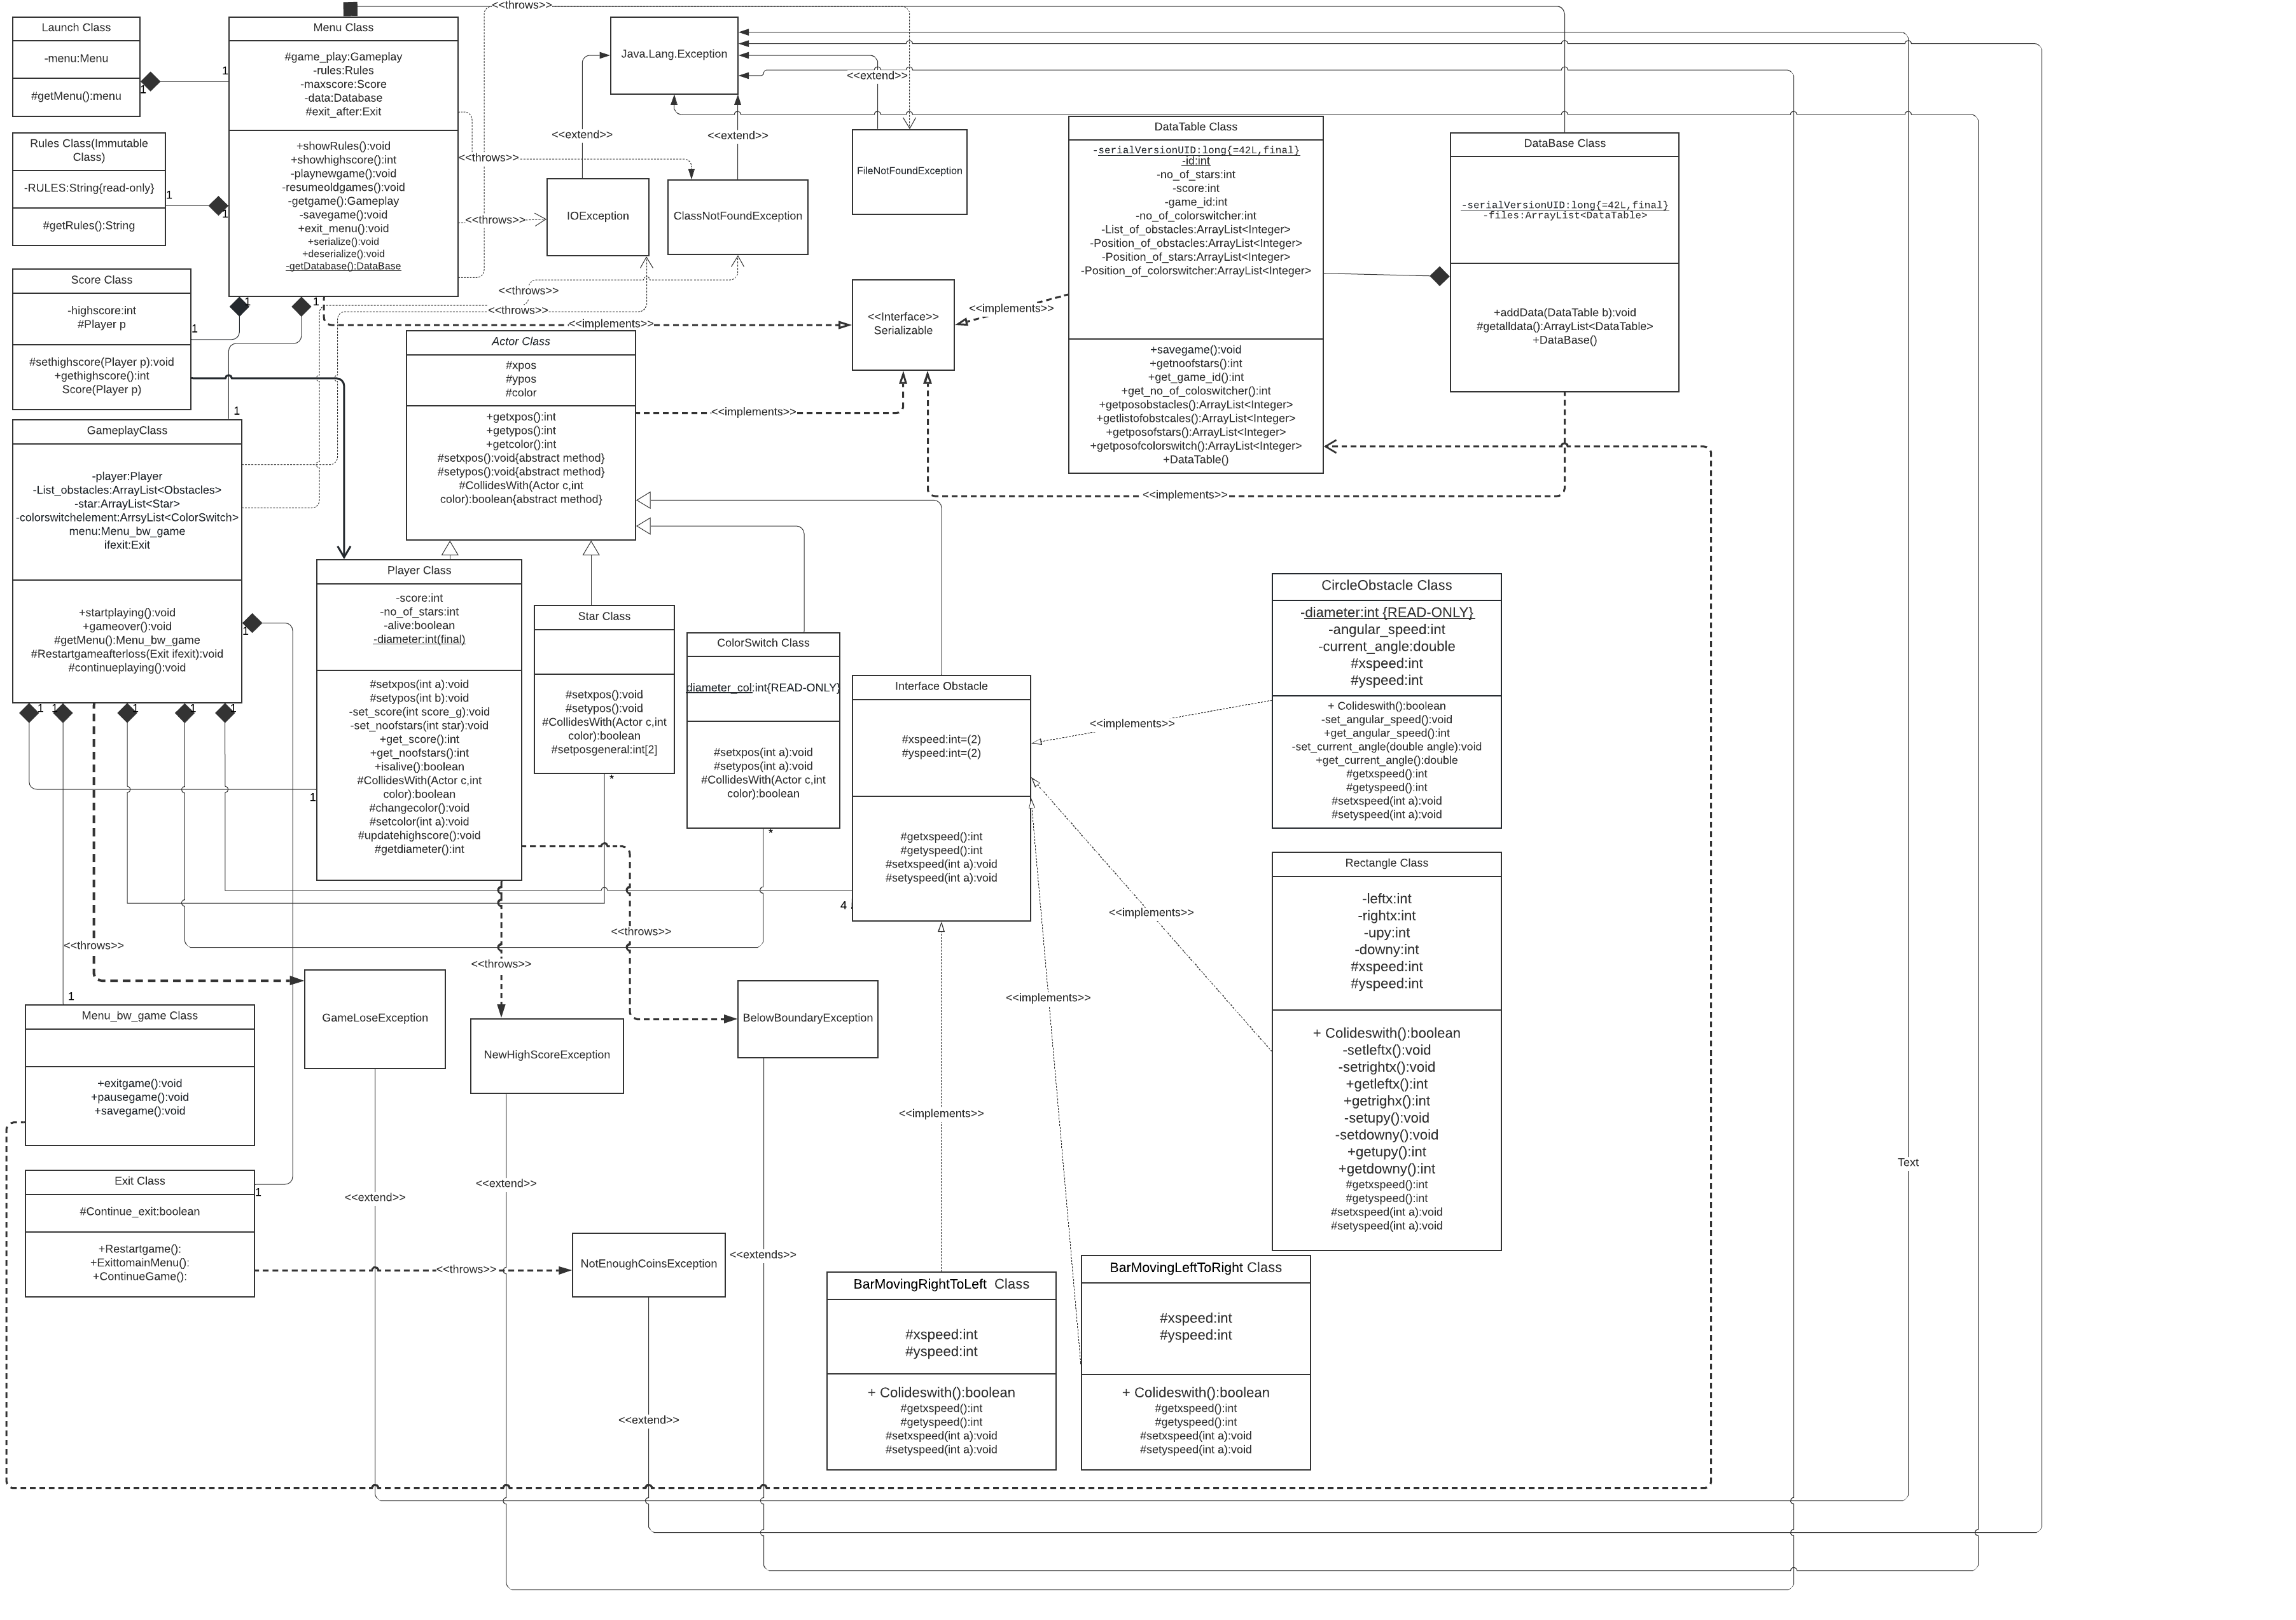 <<throws>>
Launch Class
-menu:Menu
#getMenu():menu
1
1
Menu Class
#game_play:Gameplay
-rules:Rules
-maxscore:Score
-data:Database
#exit_after:Exit
+showRules():void
+showhighscore():int
-playnewgame():void
-resumeoldgames():void
-getgame():Gameplay
-savegame():void
+exit_menu():void
+serialize():void
+deserialize():void
-getDatabase():DataBase
Rules Class(Immutable
Class)
-RULES:String{read-only}
#getRules():String
1
1
Score Class
-highscore:int
#Player p
#sethighscore(Player p):void
+gethighscore():int
Score(Player p)
1
1
1
1
Java.Lang.Exception
<<extend>>
<<extend>>
<<extend>>
<<throws>>
<<throws>>
<<throws>>
<<throws>>
IOException
ClassNotFoundException
FileNotFoundException
<<Interface>>
Serializable
<<implements>>
<<implements>>
<<implements>>
<<implements>>
DataTable Class
-serialVersionUID:long{=42L,final}
-id:int
-no_of_stars:int
-score:int
-game_id:int
-no_of_colorswitcher:int
-List_of_obstacles:ArrayList<Integer>
-Position_of_obstacles:ArrayList<Integer>
-Position_of_stars:ArrayList<Integer>
-Position_of_colorswitcher:ArrayList<Integer>
+savegame():void
+getnoofstars():int
+get_game_id():int
+get_no_of_coloswitcher():int
+getposobstacles():ArrayList<Integer>
+getlistofobstcales():ArrayList<Integer>
+getposofstars():ArrayList<Integer>
+getposofcolorswitch():ArrayList<Integer>
+DataTable()
DataBase Class
-serialVersionUID:long{=42L,final}
-files:ArrayList<DataTable>
+addData(DataTable b):void
#getalldata():ArrayList<DataTable>
+DataBase()
Actor Class
#xpos
#ypos
#color
+getxpos():int
+getypos():int
+getcolor():int
#setxpos():void{abstract method}
#setypos():void{abstract method}
#CollidesWith(Actor c,int
color):boolean{abstract method}
GameplayClass
-player:Player
-List_obstacles:ArrayList<Obstacles>
-star:ArrayList<Star>
-colorswitchelement:ArrsyList<ColorSwitch>
menu:Menu_bw_game
ifexit:Exit
+startplaying():void
+gameover():void
#getMenu():Menu_bw_game
#Restartgameafterloss(Exit ifexit):void
#continueplaying():void
1
1
1
1
1
1
Player Class
-score:int
-no_of_stars:int
-alive:boolean
-diameter:int(final)
#setxpos(int a):void
#setypos(int b):void
-set_score(int score_g):void
-set_noofstars(int star):void
+get_score():int
+get_noofstars():int
+isalive():boolean
#CollidesWith(Actor c,int
color):boolean
#changecolor():void
#setcolor(int a):void
#updatehighscore():void
#getdiameter():int
1
Star Class
#setxpos():void
#setypos():void
#CollidesWith(Actor c,int
color):boolean
#setposgeneral:int[2]
*
ColorSwitch Class
diameter_col:int{READ-ONLY}
#setxpos(int a):void
#setypos(int a):void
#CollidesWith(Actor c,int
color):boolean
*
Interface Obstacle
#xspeed:int=(2)
#yspeed:int=(2)
#getxspeed():int
#getyspeed():int
#setxspeed(int a):void
#setyspeed(int a):void
4
<<implements>>
<<implements>>
<<implements>>
<<implements>>
CircleObstacle Class
-diameter:int {READ-ONLY}
-angular_speed:int
-current_angle:double
#xspeed:int
#yspeed:int
+ Colideswith():boolean
-set_angular_speed():void
+get_angular_speed():int
-set_current_angle(double angle):void
+get_current_angle():double
#getxspeed():int
#getyspeed():int
#setxspeed(int a):void
#setyspeed(int a):void
Rectangle Class
-leftx:int
-rightx:int
-upy:int
-downy:int
#xspeed:int
#yspeed:int
+ Colideswith():boolean
-setleftx():void
-setrightx():void
+getleftx():int
+getrighx():int
-setupy():void
-setdowny():void
+getupy():int
+getdowny():int
#getxspeed():int
#getyspeed():int
#setxspeed(int a):void
#setyspeed(int a):void
Text
<<throws>>
<<throws>>
<<throws>>
1
Menu_bw_game Class
+exitgame():void
+pausegame():void
+savegame():void
GameLoseException
NewHighScoreException
BelowBoundaryException
Exit Class
#Continue_exit:boolean
+Restartgame():
+ExittomainMenu():
+ContinueGame():
1
<<extend>>
<<extend>>
<<throws>>
NotEnoughCoinsException
<<extends>>
<<extend>>
BarMovingRightToLeft Class
#xspeed:int
#yspeed:int
+ Colideswith():boolean
#getxspeed():int
#getyspeed():int
#setxspeed(int a):void
#setyspeed(int a):void
BarMovingLeftToRight Class
#xspeed:int
#yspeed:int
+ Colideswith():boolean
#getxspeed():int
#getyspeed():int
#setxspeed(int a):void
#setyspeed(int a):void